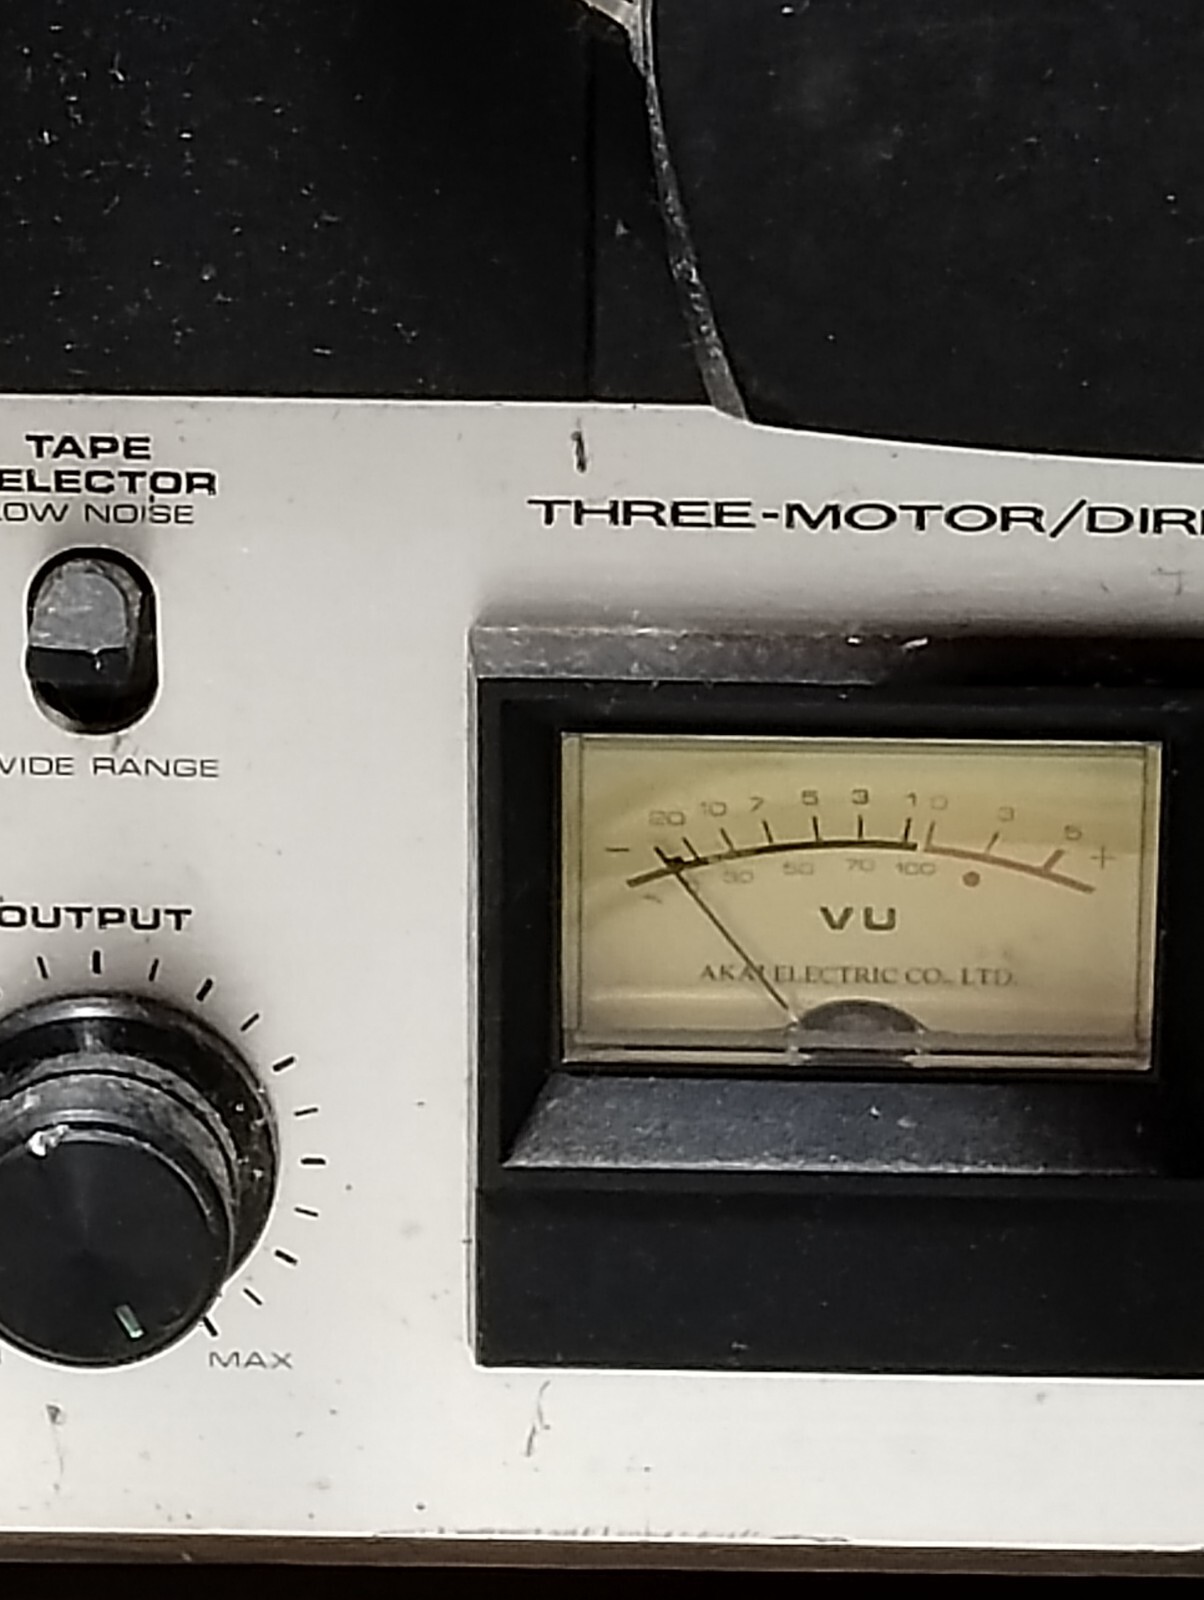 TAPE
ELECTOR
LOW NOISE
WIDE RANGE
OUTPUT
MAX
THREE-MOTOR/DIR
20 10 7 5 3 1 0 3 5
- +
30 50 70 100
VU
AKAI ELECTRIC CO., LTD.